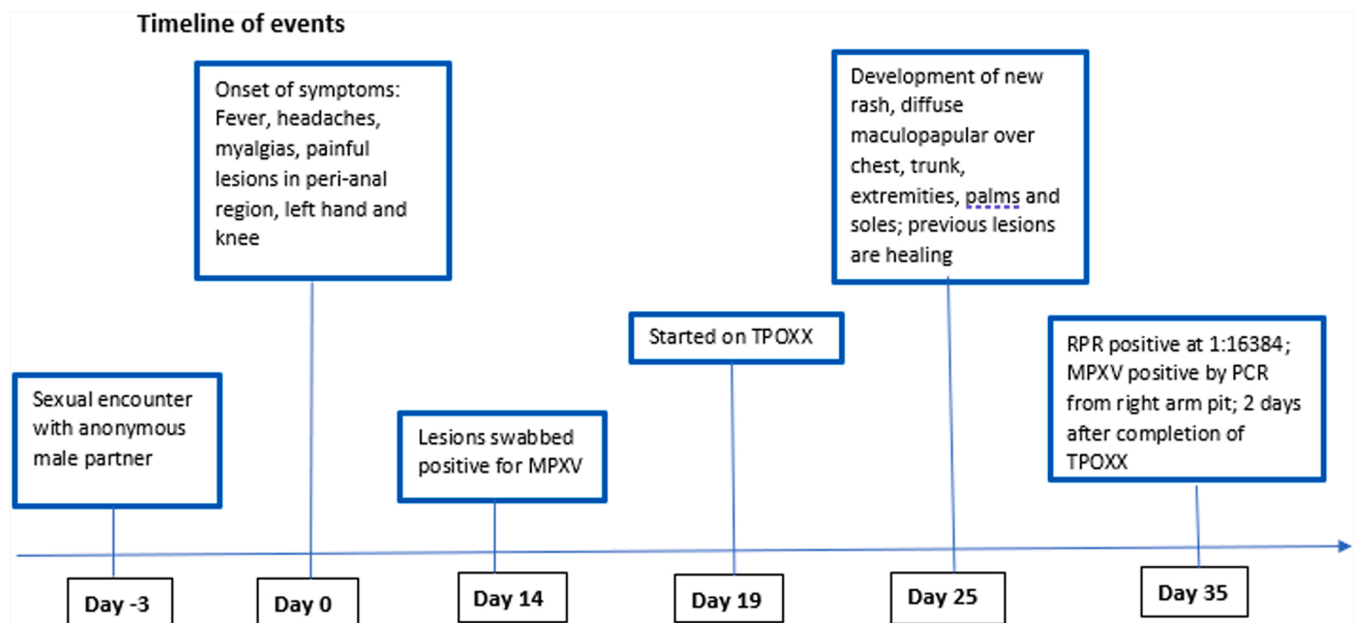 Timeline of events
Sexual encounter
with anonymous
male partner
Onset of symptoms:
Fever, headaches,
myalgias, painful
lesions in peri-anal
region, left hand and
knee
Lesions swabbed
positive for MPXV
Started on TPOXX
Development of new
rash, diffuse
maculopapular over
chest, trunk,
extremities, palms and
soles; previous lesions
are healing
RPR positive at 1:16384;
MPXV positive by PCR
from right arm pit; 2 days
after completion of
TPOXX
Day -3
Day 0
Day 14
Day 19
Day 25
Day 35